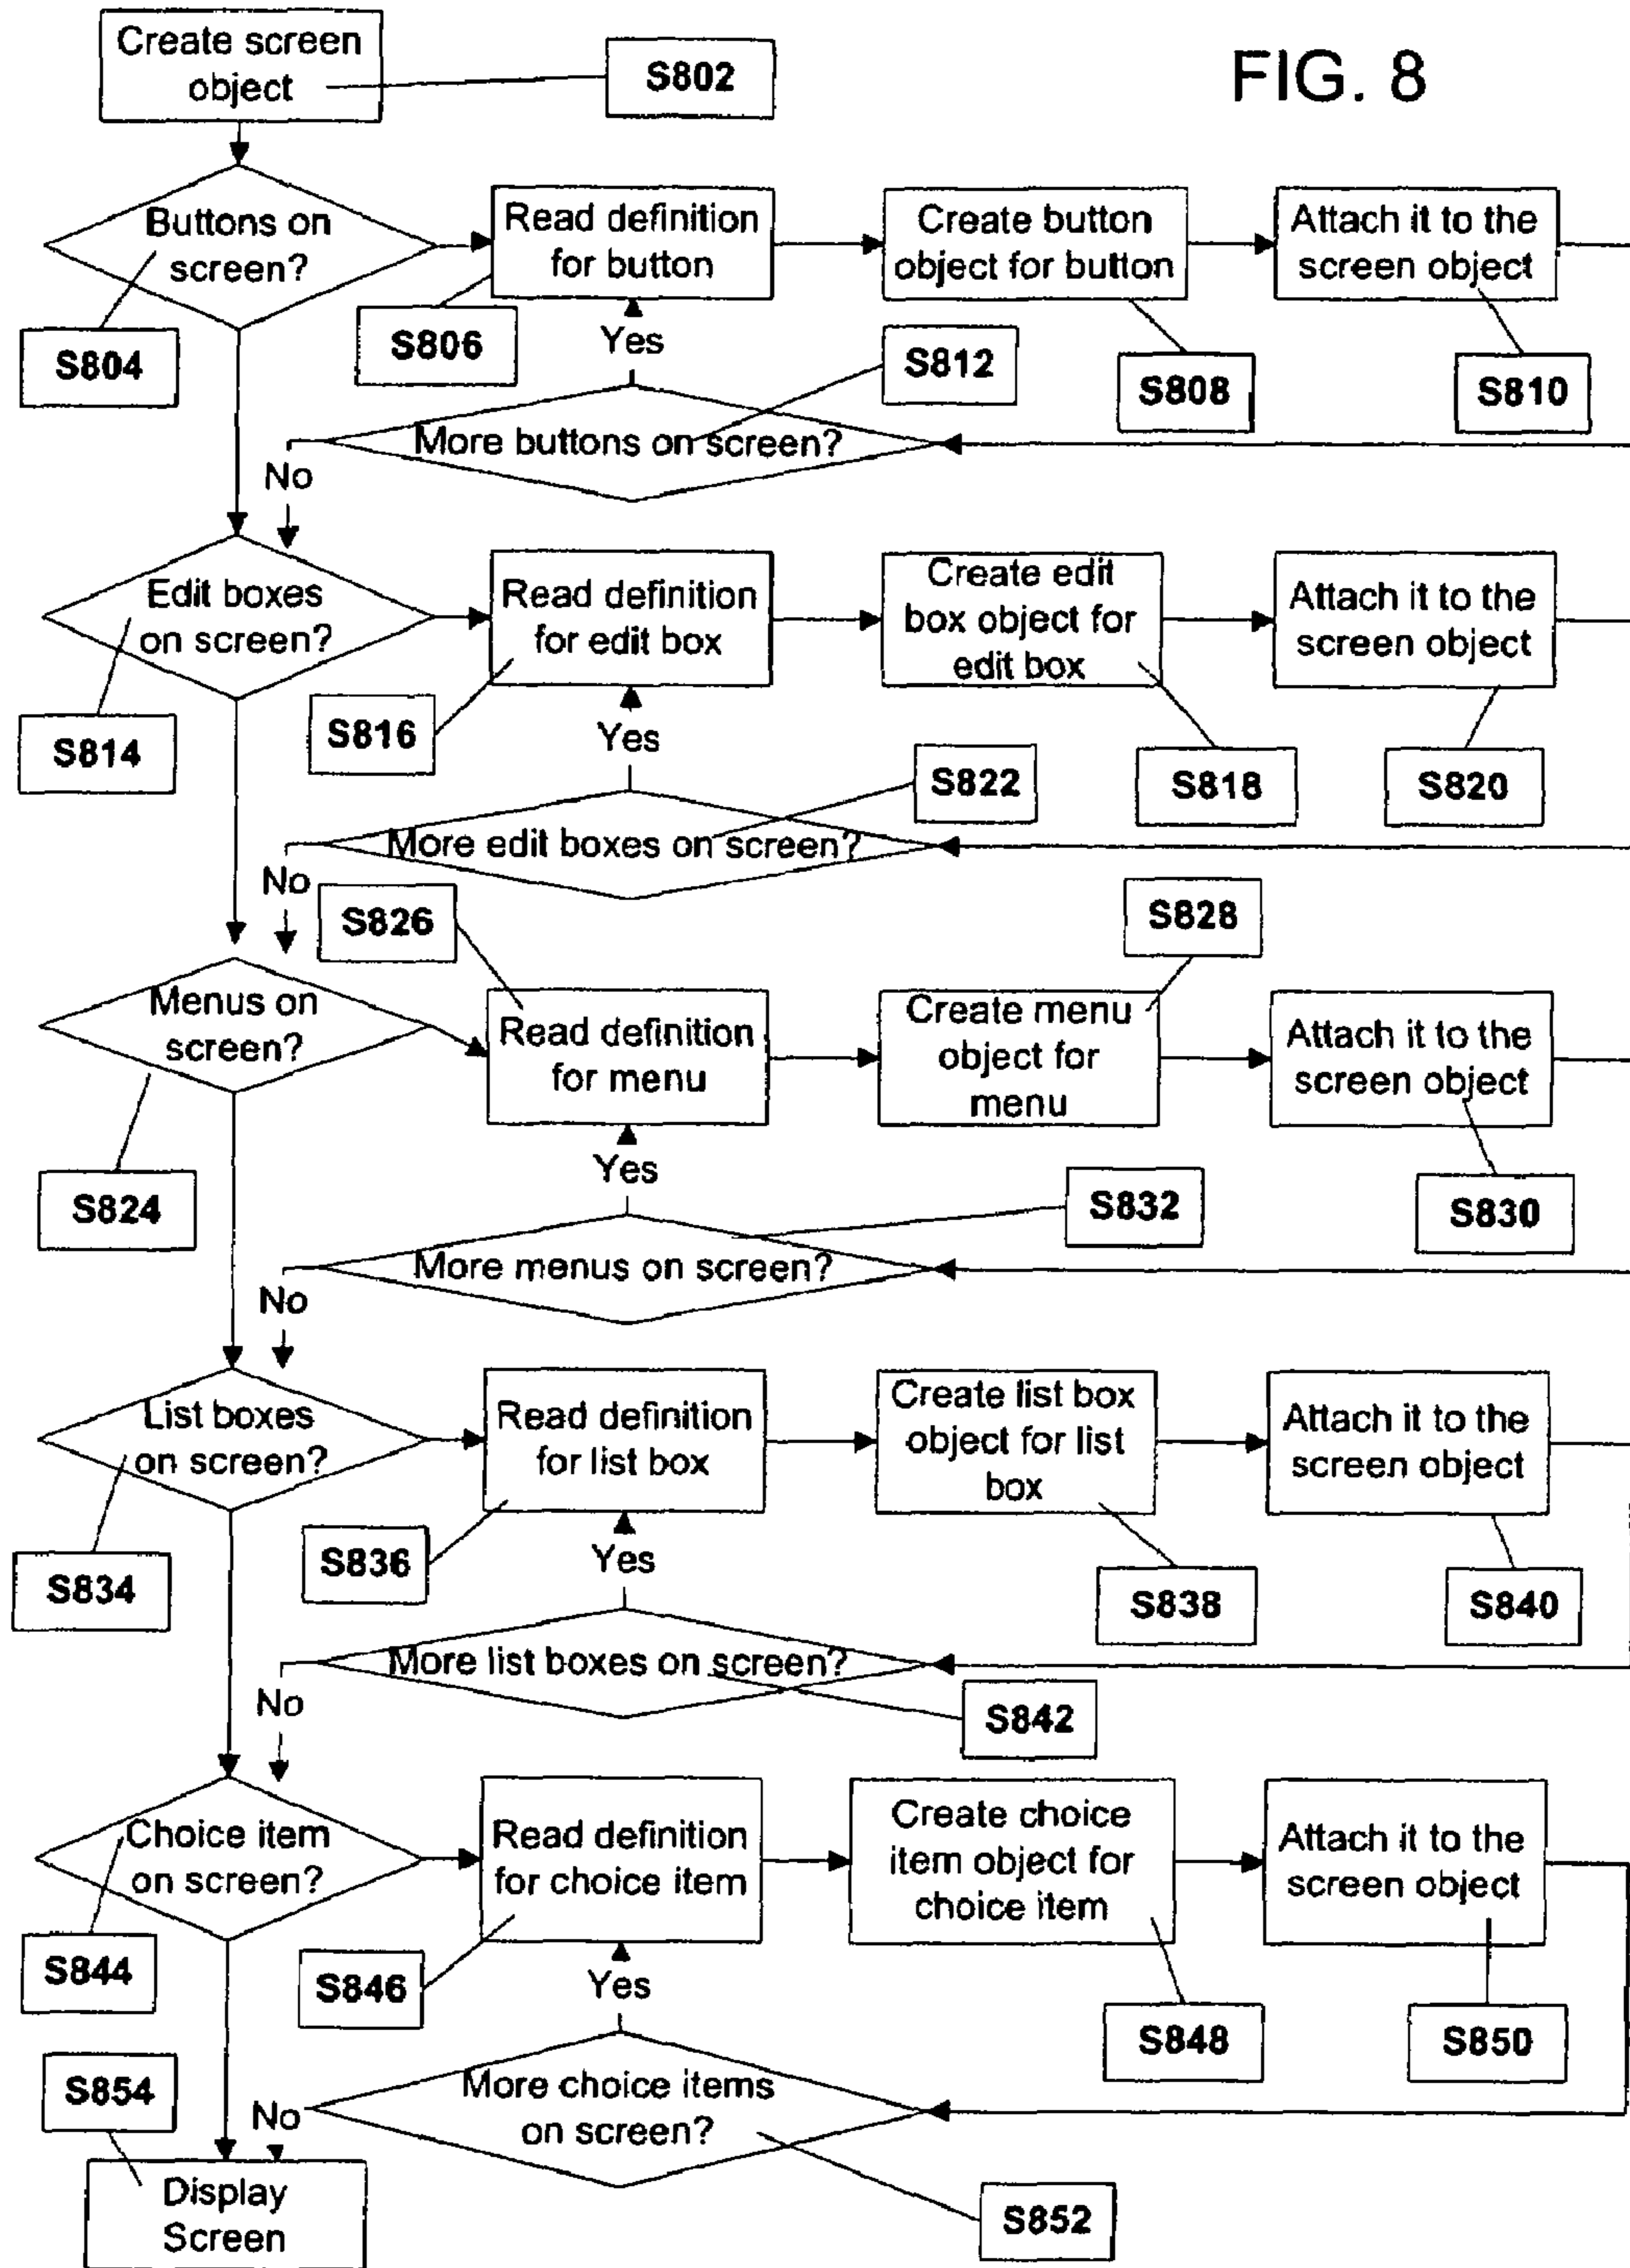 Create screen
object
S802
FIG. 8
Buttons on
screen?
Read definition
for button
Create button
object for button
Attach it to the
screen object
S804
S806
Yes
S812
S808
S810
More buttons on screen?
No
Edit boxes
on screen?
Read definition
for edit box
Create edit
box object for
edit box
Attach it to the
screen object
S814
S816
Yes
S822
S818
S820
More edit boxes on screen?
No
S826
S828
Menus on
screen?
Read definition
for menu
Create menu
object for
menu
Attach it to the
screen object
S824
Yes
S832
S830
More menus on screen?
No
List boxes
on screen?
Read definition
for list box
Create list box
object for list
box
Attach it to the
screen object
S834
S836
Yes
S838
S840
More list boxes on screen?
No
S842
Choice item
on screen?
Read definition
for choice item
Create choice
item object for
choice item
Attach it to the
screen object
S844
S846
Yes
S848
S850
S854
No
More choice items
on screen?
Display
Screen
S852